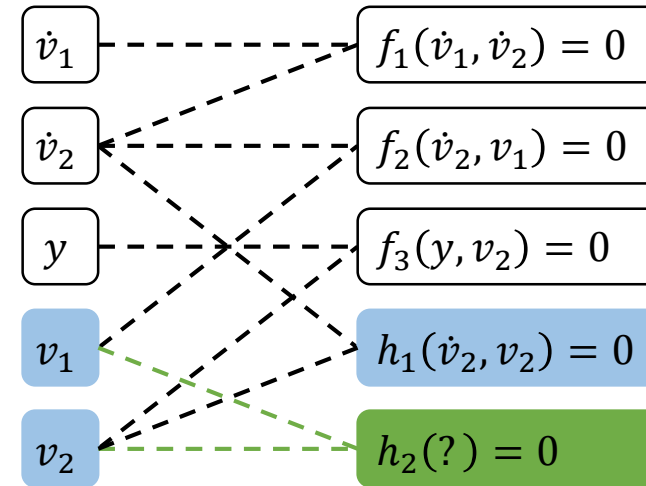 v̇₁ f₁(v̇₁, v̇₂) = 0
v̇₂ f₂(v̇₂, v₁) = 0
y f₃(y, v₂) = 0
v₁ h₁(v̇₂, v₂) = 0
v₂ h₂(?) = 0